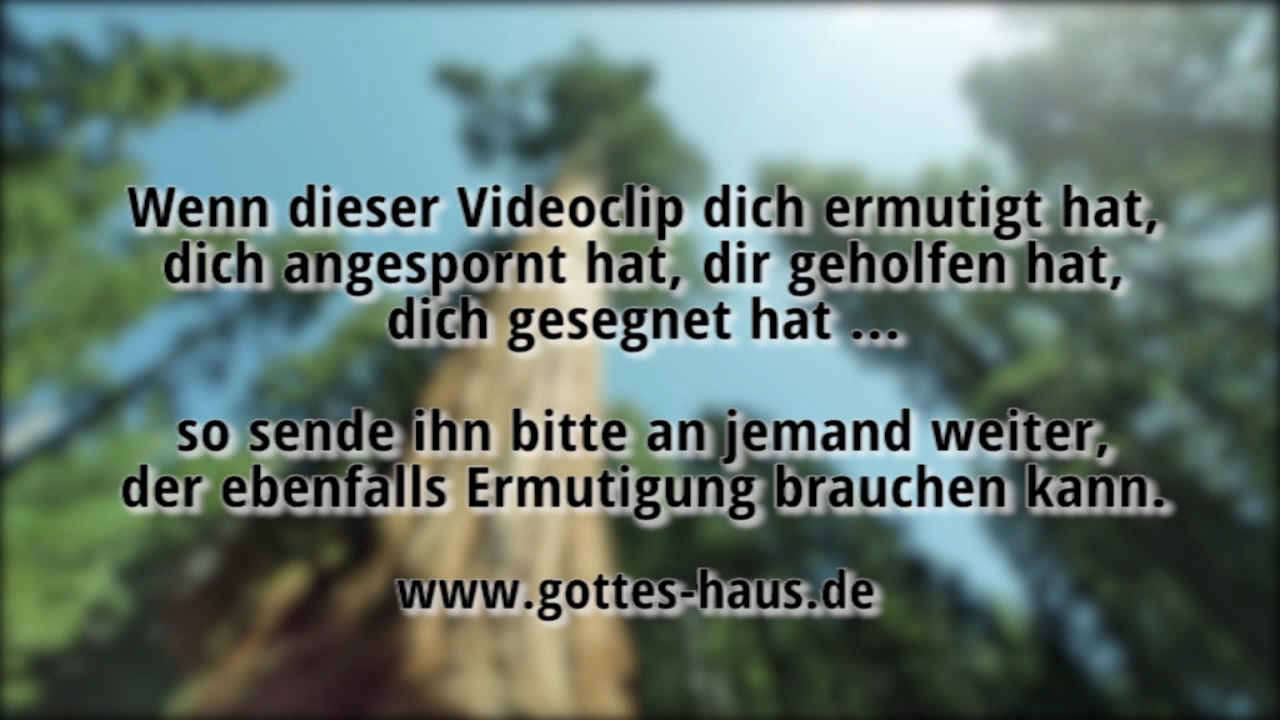 Wenn dieser Videoclip dich ermutigt hat,
dich angespornt hat, dir geholfen hat,
dich gesegnet hat ...
so sende ihn bitte an jemand weiter,
der ebenfalls Ermutigung brauchen kann.
www.gottes-haus.de